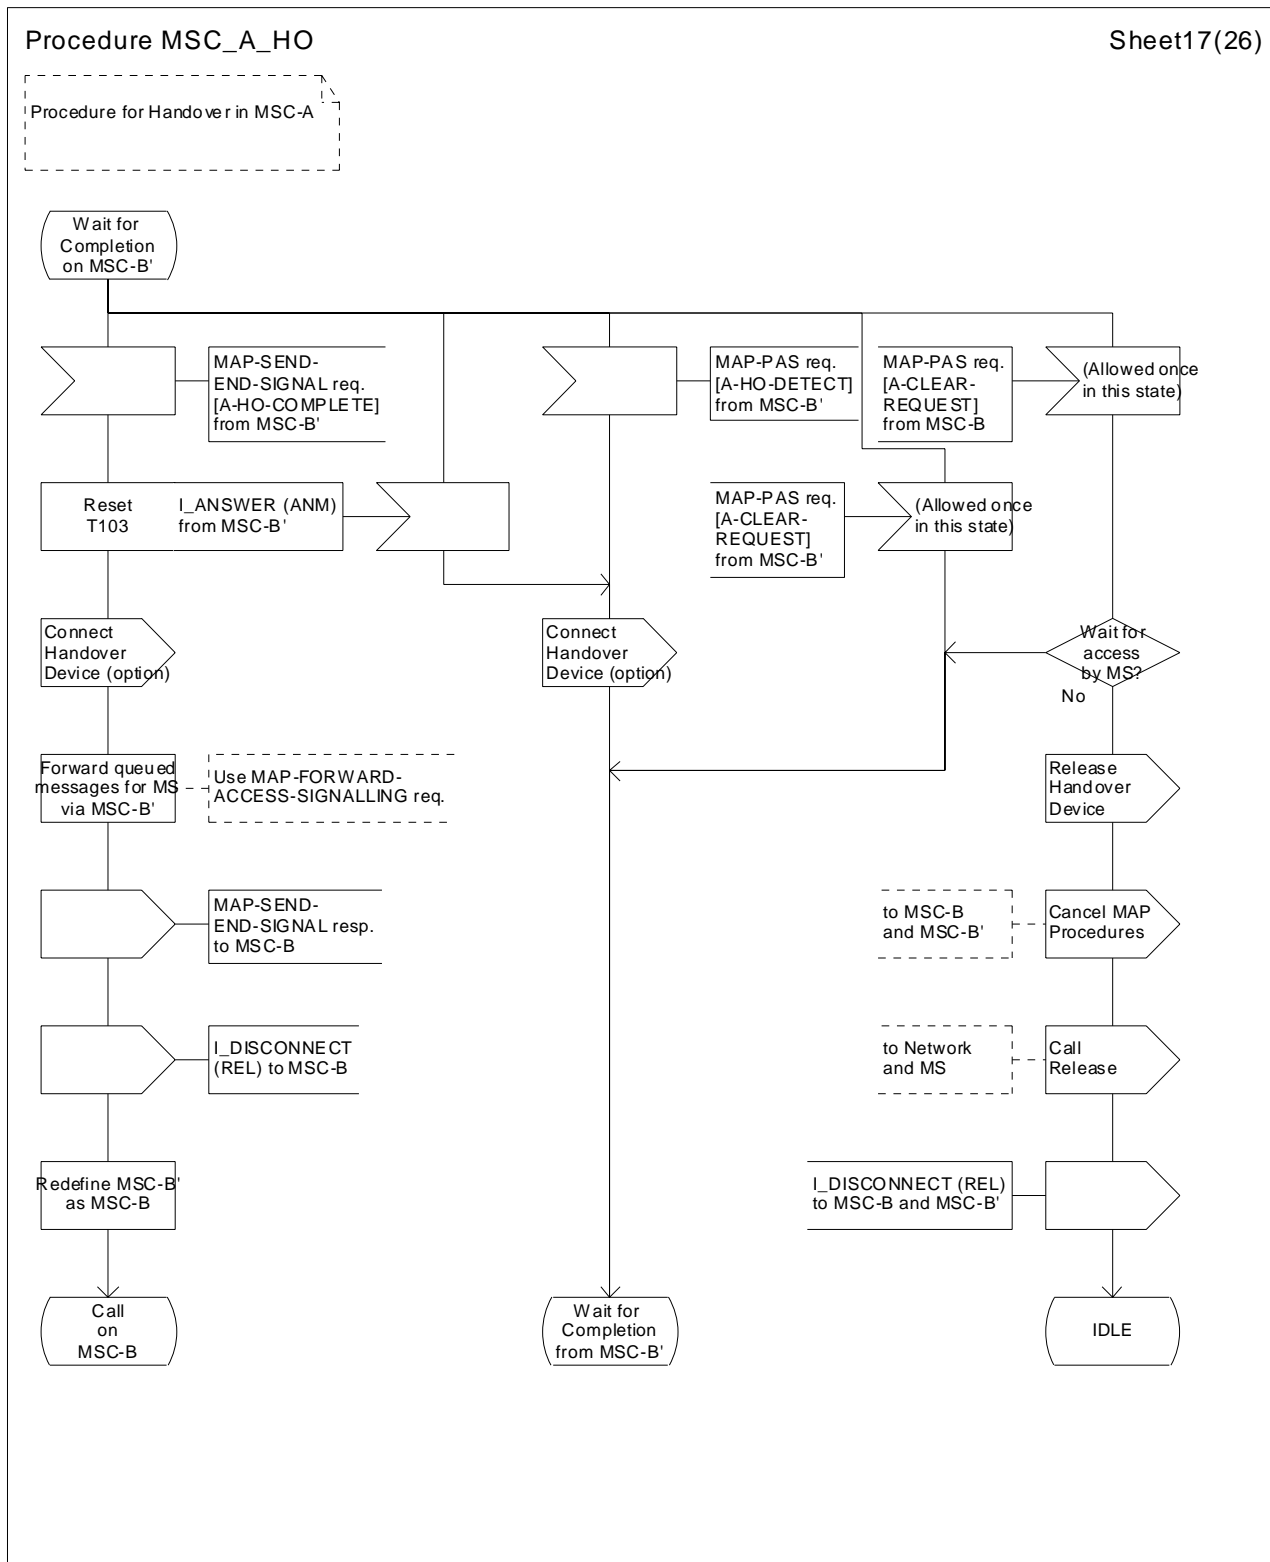 Procedure MSC_A_HO
Sheet17(26)
Procedure for Handover in MSC-A
Wait for
Completion
on MSC-B'
MAP-SEND-
END-SIGNAL req.
[A-HO-COMPLETE]
from MSC-B'
MAP-PAS req.
[A-HO-DETECT]
from MSC-B'
MAP-PAS req.
[A-CLEAR-
REQUEST]
from MSC-B
(Allowed once
in this state)
Reset
T103
I_ANSWER (ANM)
from MSC-B'
MAP-PAS req.
[A-CLEAR-
REQUEST]
from MSC-B'
(Allowed once
in this state)
Connect
Handover
Device (option)
Connect
Handover
Device (option)
Wait for
access
by MS?
No
Forward queued
messages for MS
via MSC-B'
Use MAP-FORWARD-
ACCESS-SIGNALLING req.
Release
Handover
Device
MAP-SEND-
END-SIGNAL resp.
to MSC-B
to MSC-B
and MSC-B'
Cancel MAP
Procedures
I_DISCONNECT
(REL) to MSC-B
to Network
and MS
Call
Release
Redefine MSC-B'
as MSC-B
I_DISCONNECT (REL)
to MSC-B and MSC-B'
Call
on
MSC-B
Wait for
Completion
from MSC-B'
IDLE